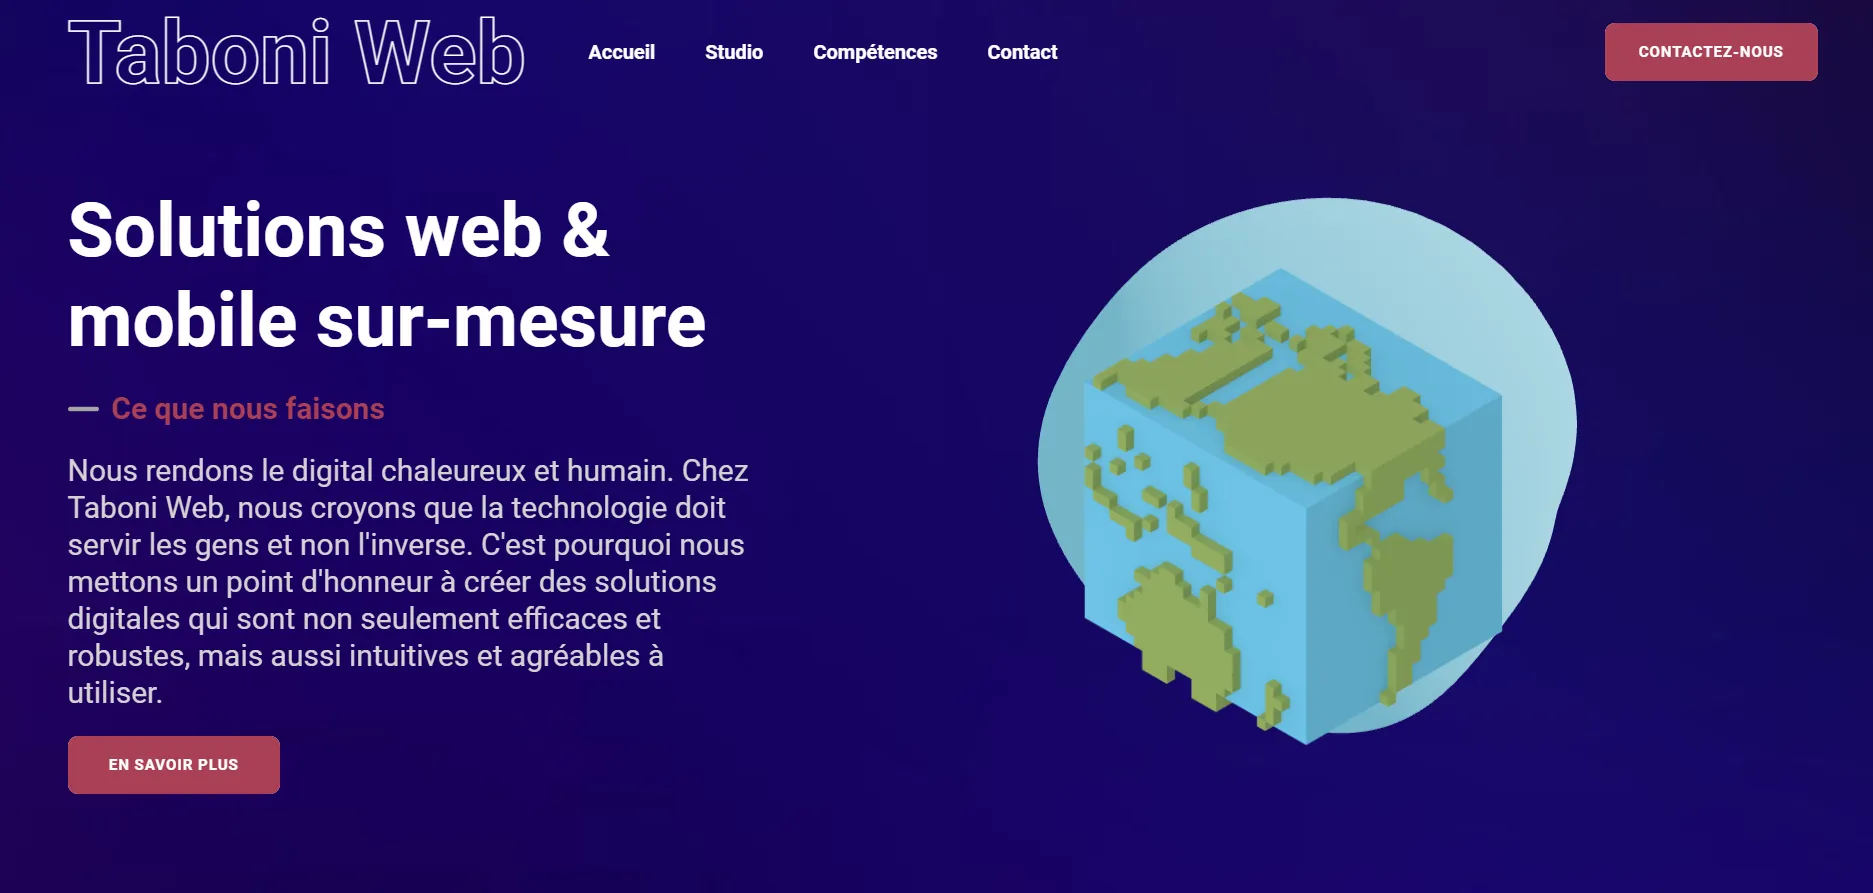 Taboni Web
Accueil
Studio
Compétences
Contact
CONTACTEZ-NOUS
Solutions web &
mobile sur-mesure
— Ce que nous faisons
Nous rendons le digital chaleureux et humain. Chez
Taboni Web, nous croyons que la technologie doit
servir les gens et non l'inverse. C'est pourquoi nous
mettons un point d'honneur à créer des solutions
digitales qui sont non seulement efficaces et
robustes, mais aussi intuitives et agréables à
utiliser.
EN SAVOIR PLUS